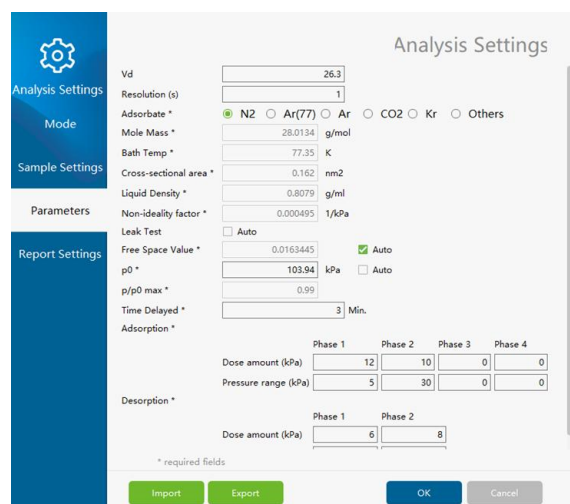 Analysis Settings
Analysis Settings
Mode
Sample Settings
Parameters
Report Settings
Vd 26.3
Resolution (s) 1
Adsorbate * N2 Ar(77) Ar CO2 Kr Others
Mole Mass * 28.0134 g/mol
Bath Temp * 77.35 K
Cross-sectional area * 0.162 nm2
Liquid Density * 0.8079 g/ml
Non-ideality factor * 0.000495 1/kPa
Leak Test Auto
Free Space Value * 0.0163445 Auto
p0 * 103.94 kPa Auto
p/p0 max * 0.99
Time Delayed * 3 Min.
Adsorption *
Phase 1 Phase 2 Phase 3 Phase 4
Dose amount (kPa) 12 10 0 0
Pressure range (kPa) 5 30 0 0
Desorption *
Phase 1 Phase 2
Dose amount (kPa) 6 8
* required fields
Import Export OK Cancel